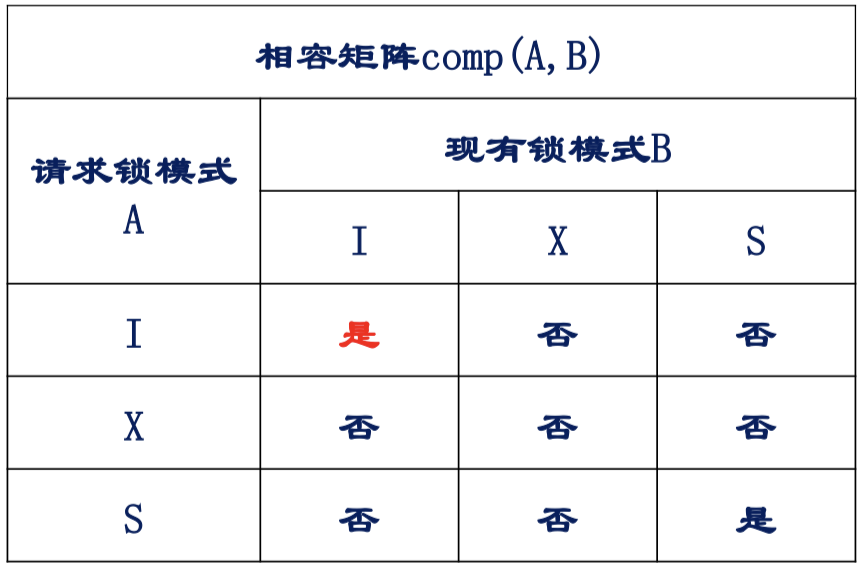 相容矩阵comp(A,B)
请求锁模式
A
现有锁模式B
I X S
I 是 否 否
X 否 否 否
S 否 否 是